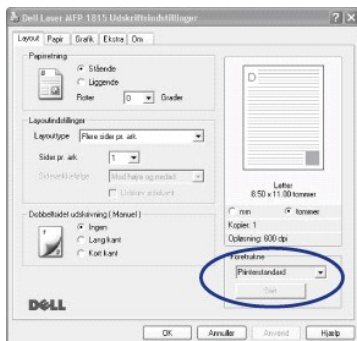 Dell Laser MFP 1815 Udskriftsindstillinger
Layout Papir Grafik Ekstra Om
Papirretning
Stående
Liggende
Roter 0 Grader
Layoutindstillinger
Layouttype Flere sider pr. ark
Sider pr. ark 1
Siderækkefølge Mod højre og nedad
Udskriv sidekant
Dobbeltsidet udskrivning ( Manuel )
Ingen
Lang kant
Kort kant
DELL
Letter
8.50 x 11.00 tommer
mm tommer
Kopier: 1
Opløsning: 600 dpi
Foretrukne
Printerstandard
OK Annuller Anvend Hjælp